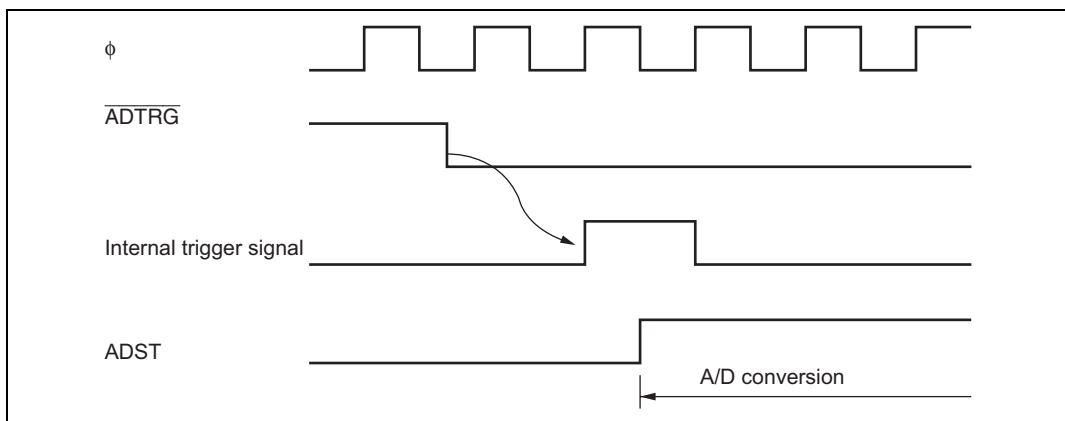 ϕ
ADTRG
Internal trigger signal
ADST
A/D conversion